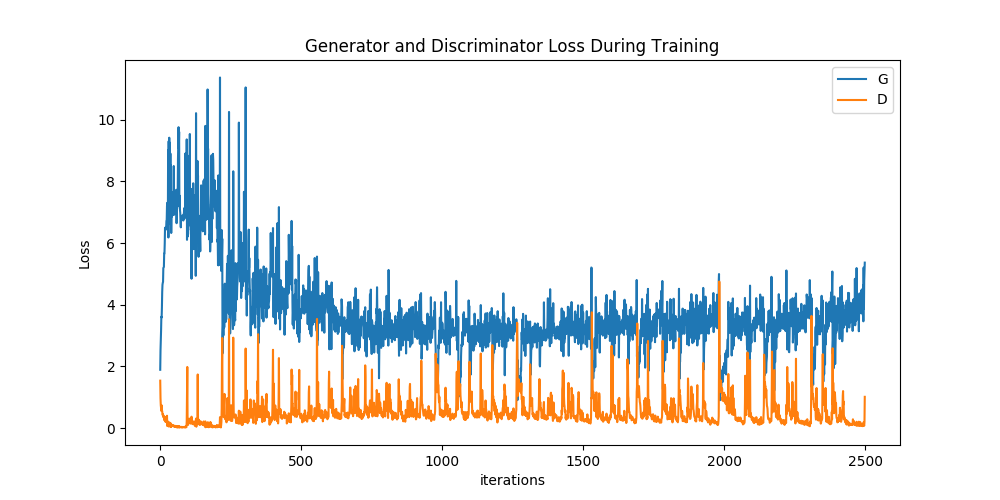 Generator and Discriminator Loss During Training
G
D
10
8
6
4
2
0
Loss
0 500 1000 1500 2000 2500
iterations